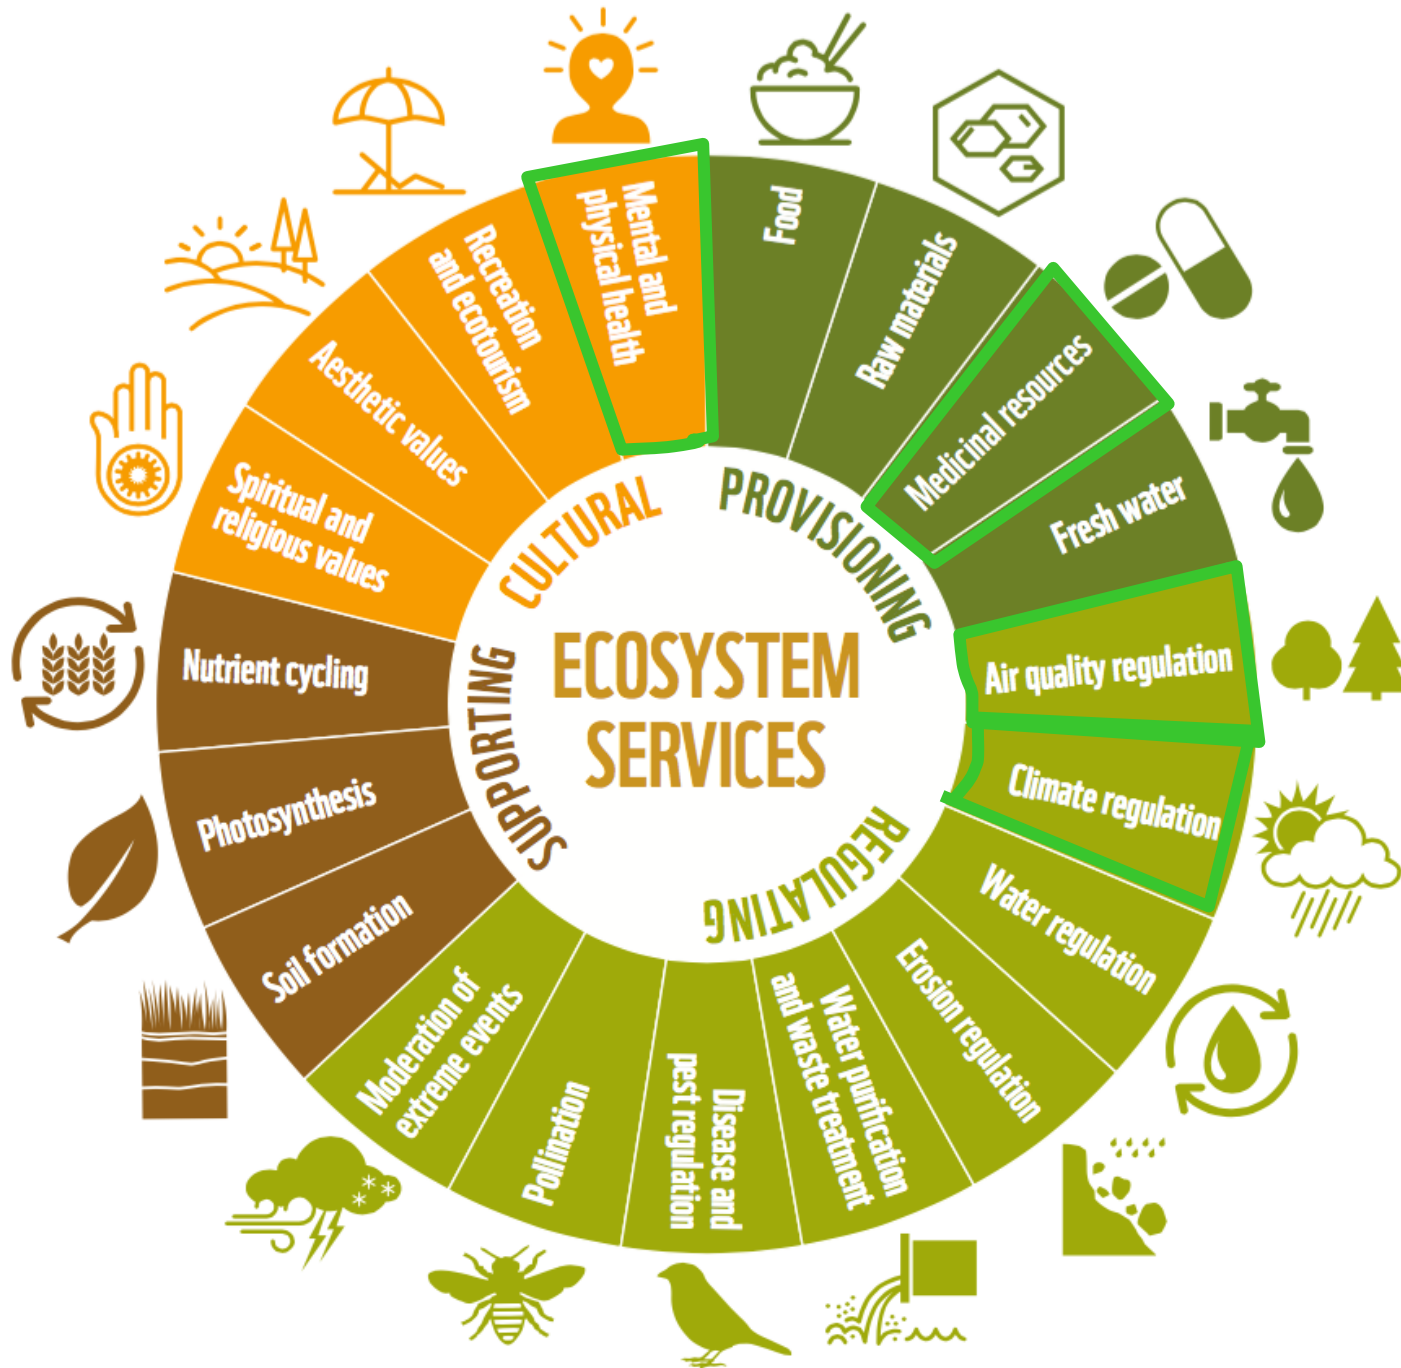 ECOSYSTEM
SERVICES
PROVISIONING
Food
Raw materials
Medicinal resources
Fresh water
REGULATING
Air quality regulation
Climate regulation
Water regulation
Erosion regulation
Water purification
and waste treatment
Disease and
pest regulation
Pollination
Moderation of
extreme events
SUPPORTING
Soil formation
Photosynthesis
Nutrient cycling
CULTURAL
Spiritual and
religious values
Aesthetic values
Recreation
and ecotourism
Mental and
physical health